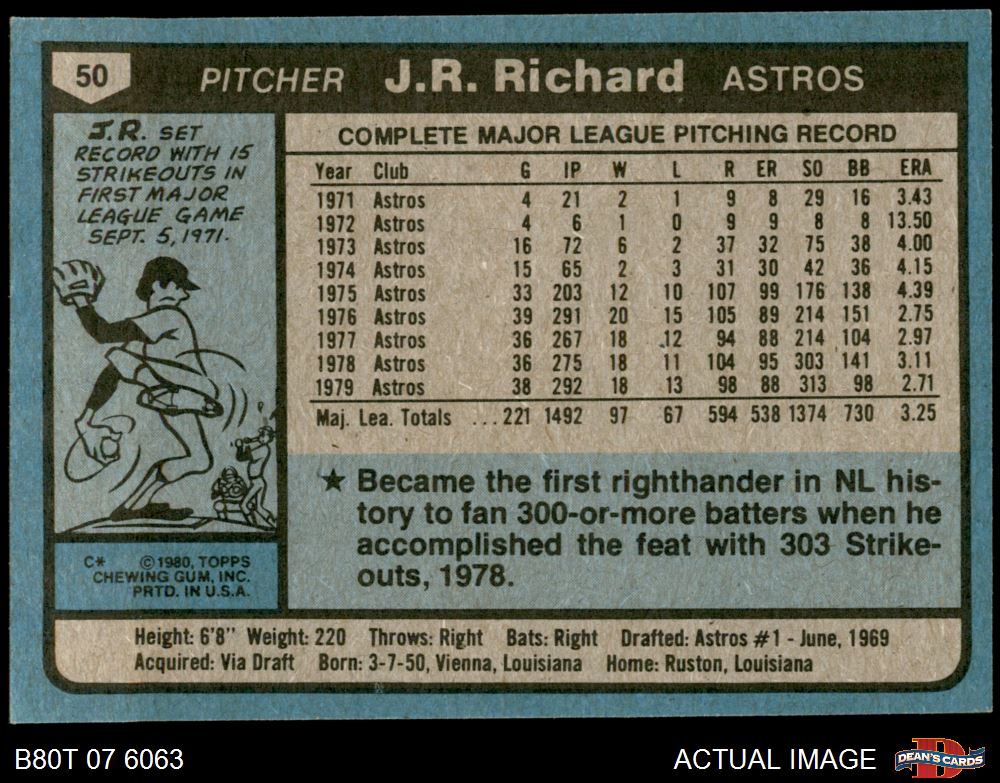 50 PITCHER J.R. Richard ASTROS
J.R. SET
RECORD WITH 15
STRIKEOUTS IN
FIRST MAJOR
LEAGUE GAME
SEPT. 5, 1971.
COMPLETE MAJOR LEAGUE PITCHING RECORD
Year Club G IP W L R ER SO BB ERA
1971 Astros 4 21 2 1 9 8 29 16 3.43
1972 Astros 4 6 1 0 9 9 8 8 13.50
1973 Astros 16 72 6 2 37 32 75 38 4.00
1974 Astros 15 65 2 3 31 30 42 36 4.15
1975 Astros 33 203 12 10 107 99 176 138 4.39
1976 Astros 39 291 20 15 105 89 214 151 2.75
1977 Astros 36 267 18 12 94 88 214 104 2.97
1978 Astros 36 275 18 11 104 95 303 141 3.11
1979 Astros 38 292 18 13 98 88 313 98 2.71
Maj. Lea. Totals ...221 1492 97 67 594 538 1374 730 3.25
★ Became the first righthander in NL his-
tory to fan 300-or-more batters when he
accomplished the feat with 303 Strike-
outs, 1978.
C* ©1980, TOPPS
CHEWING GUM, INC.
PRTD. IN U.S.A.
Height: 6'8" Weight: 220 Throws: Right Bats: Right Drafted: Astros #1 - June, 1969
Acquired: Via Draft Born: 3-7-50, Vienna, Louisiana Home: Ruston, Louisiana
B80T 07 6063 ACTUAL IMAGE D
DEAN'S CARDS